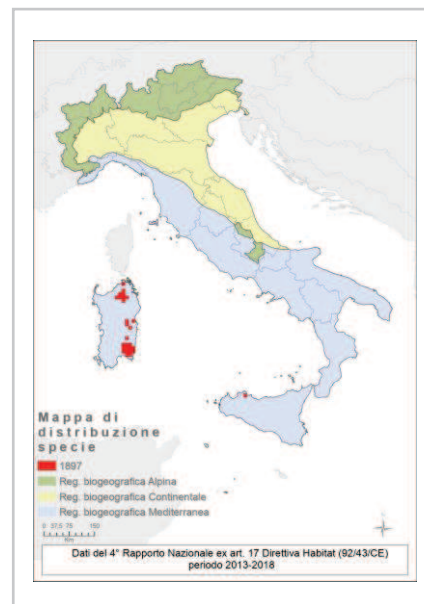 Mappa di
distribuzione
specie
1897
Reg. biogeografica Alpina
Reg. biogeografica Continentale
Reg. biogeografica Mediterranea
0 37,5 75 150
Km
Dati del 4° Rapporto Nazionale ex art. 17 Direttiva Habitat (92/43/CE)
periodo 2013-2018